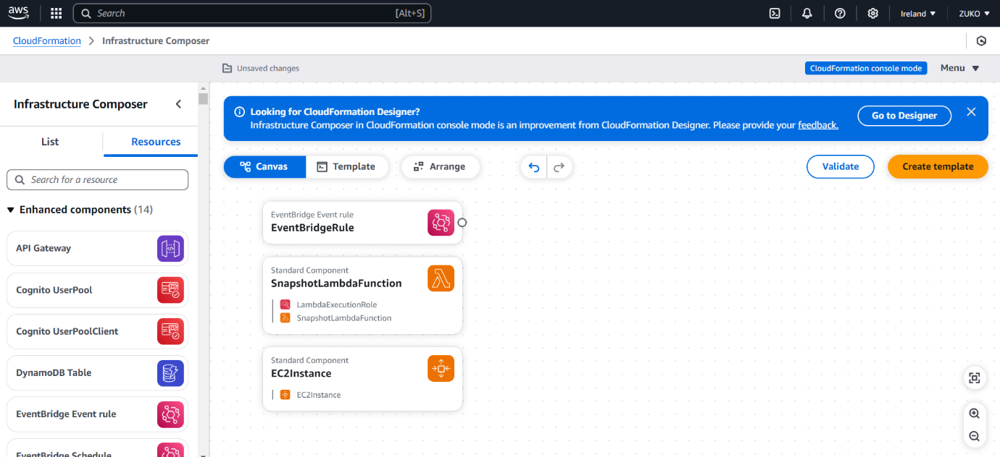 aws
Search [Alt+S]
Ireland ▼ ZUKO ▼
CloudFormation > Infrastructure Composer
Unsaved changes
CloudFormation console mode
Menu ▼
Infrastructure Composer
List
Resources
Search for a resource
Enhanced components (14)
API Gateway
Cognito UserPool
Cognito UserPoolClient
DynamoDB Table
EventBridge Event rule
EventBridge Schedule
Looking for CloudFormation Designer?
Infrastructure Composer in CloudFormation console mode is an improvement from CloudFormation Designer. Please provide your feedback.
Go to Designer
Canvas
Template
Arrange
Validate
Create template
EventBridge Event rule
EventBridgeRule
Standard Component
SnapshotLambdaFunction
LambdaExecutionRole
SnapshotLambdaFunction
Standard Component
EC2Instance
EC2Instance